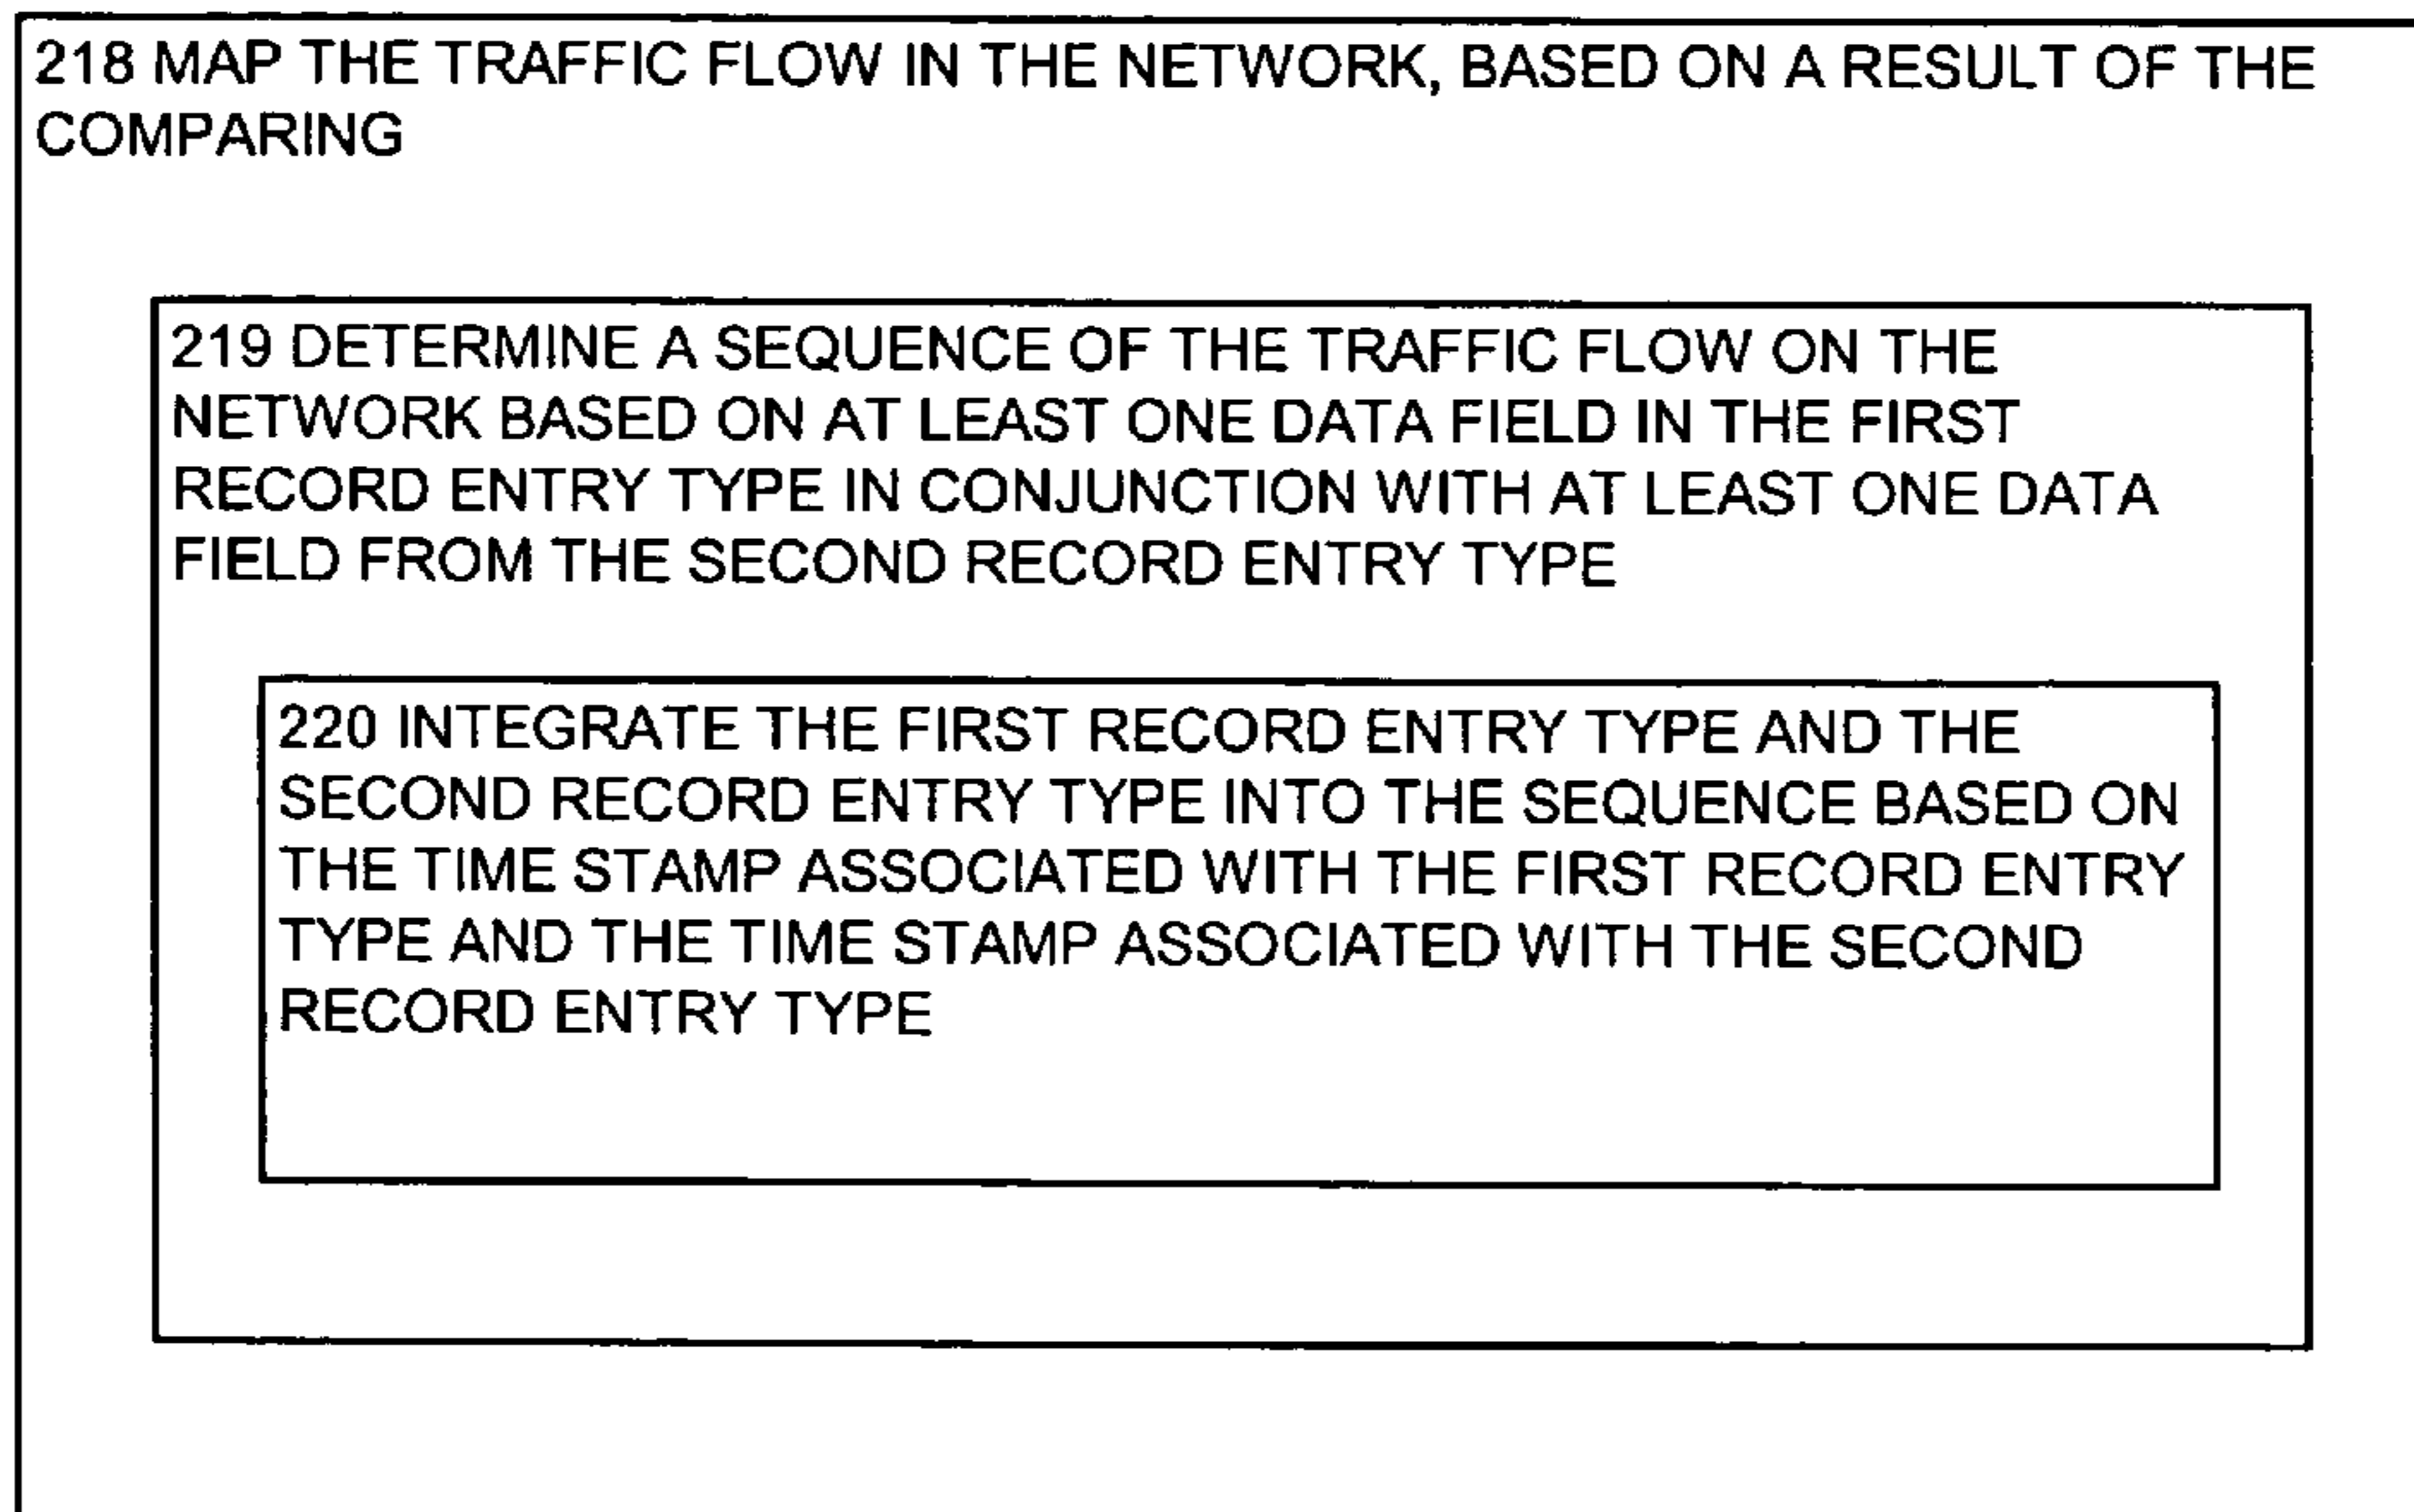 218 MAP THE TRAFFIC FLOW IN THE NETWORK, BASED ON A RESULT OF THE
COMPARING
219 DETERMINE A SEQUENCE OF THE TRAFFIC FLOW ON THE
NETWORK BASED ON AT LEAST ONE DATA FIELD IN THE FIRST
RECORD ENTRY TYPE IN CONJUNCTION WITH AT LEAST ONE DATA
FIELD FROM THE SECOND RECORD ENTRY TYPE
220 INTEGRATE THE FIRST RECORD ENTRY TYPE AND THE
SECOND RECORD ENTRY TYPE INTO THE SEQUENCE BASED ON
THE TIME STAMP ASSOCIATED WITH THE FIRST RECORD ENTRY
TYPE AND THE TIME STAMP ASSOCIATED WITH THE SECOND
RECORD ENTRY TYPE